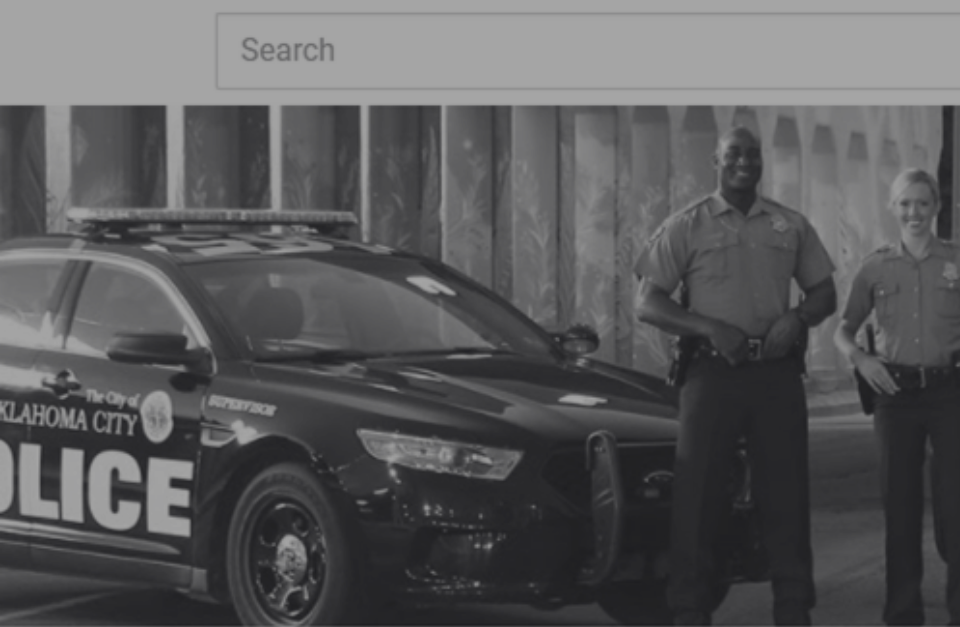 Search
The City of
KLAHOMA CITY
SUPERVISOR
OLICE